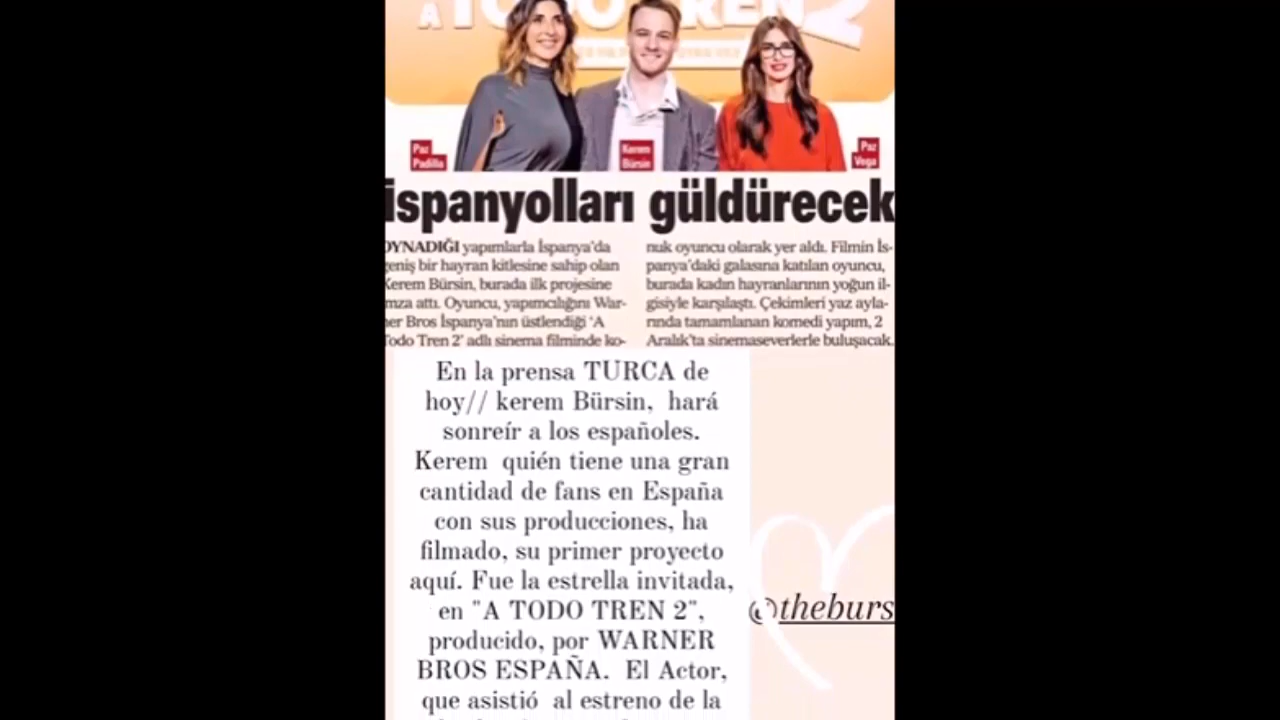 A TODO TREN 2
Paz
Padilla
Kerem
Bürsin
Paz
Vega
İspanyolları güldürecek
OYNADIĞI yapımlarla İspanya'da
geniş bir hayran kitlesine sahip olan
Kerem Bürsin, burada ilk projesine
imza attı. Oyuncu, yapımcılığını War-
ner Bros İspanya'nın üstlendiği 'A
Todo Tren 2' adlı sinema filminde ko-
nuk oyuncu olarak yer aldı. Filmin İs-
panya'daki galasına katılan oyuncu,
burada kadın hayranlarının yoğun il-
gisiyle karşılaştı. Çekimleri yaz ayla-
rında tamamlanan komedi yapım, 2
Aralık'ta sinemaseverlerle buluşacak.
En la prensa TURCA de
hoy// kerem Bürsin, hará
sonreír a los españoles.
Kerem quién tiene una gran
cantidad de fans en España
con sus producciones, ha
filmado, su primer proyecto
aquí. Fue la estrella invitada,
en "A TODO TREN 2",
producido, por WARNER
BROS ESPAÑA. El Actor,
que asistió al estreno de la
@theburs